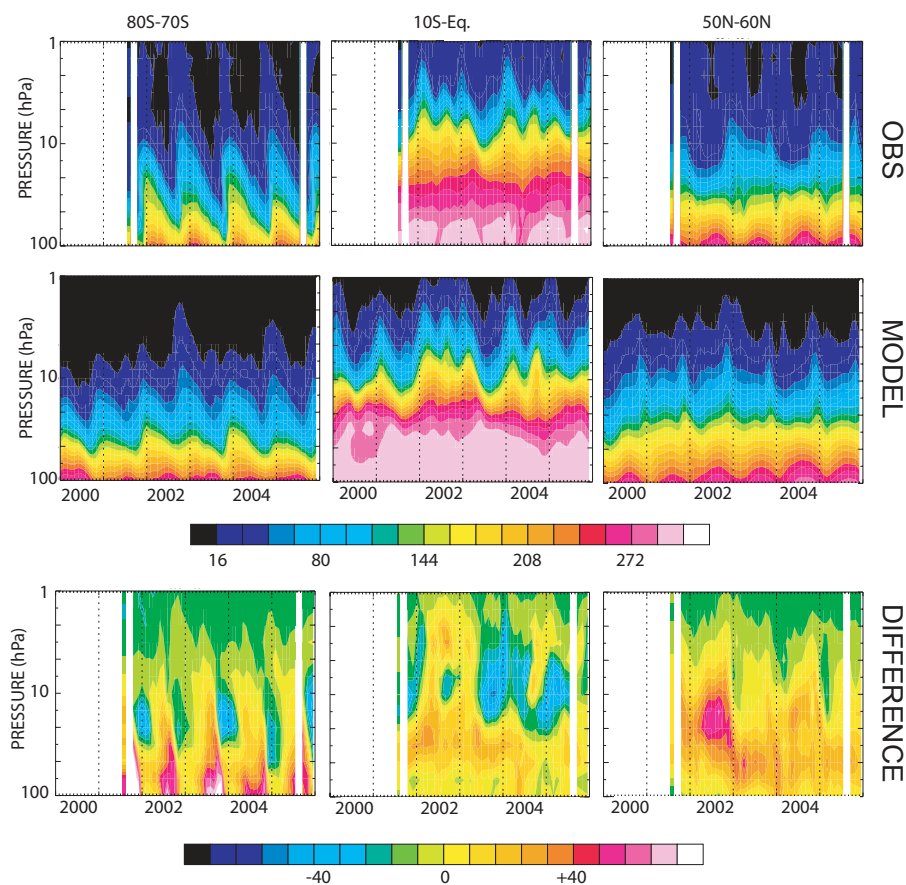 80S-70S 10S-Eq. 50N-60N
1
10
100
PRESSURE (hPa)
OBS
1
10
100
PRESSURE (hPa)
MODEL
2000 2002 2004 2000 2002 2004 2000 2002 2004
16 80 144 208 272
1
10
100
PRESSURE (hPa)
DIFFERENCE
2000 2002 2004 2000 2002 2004 2000 2002 2004
-40 0 +40